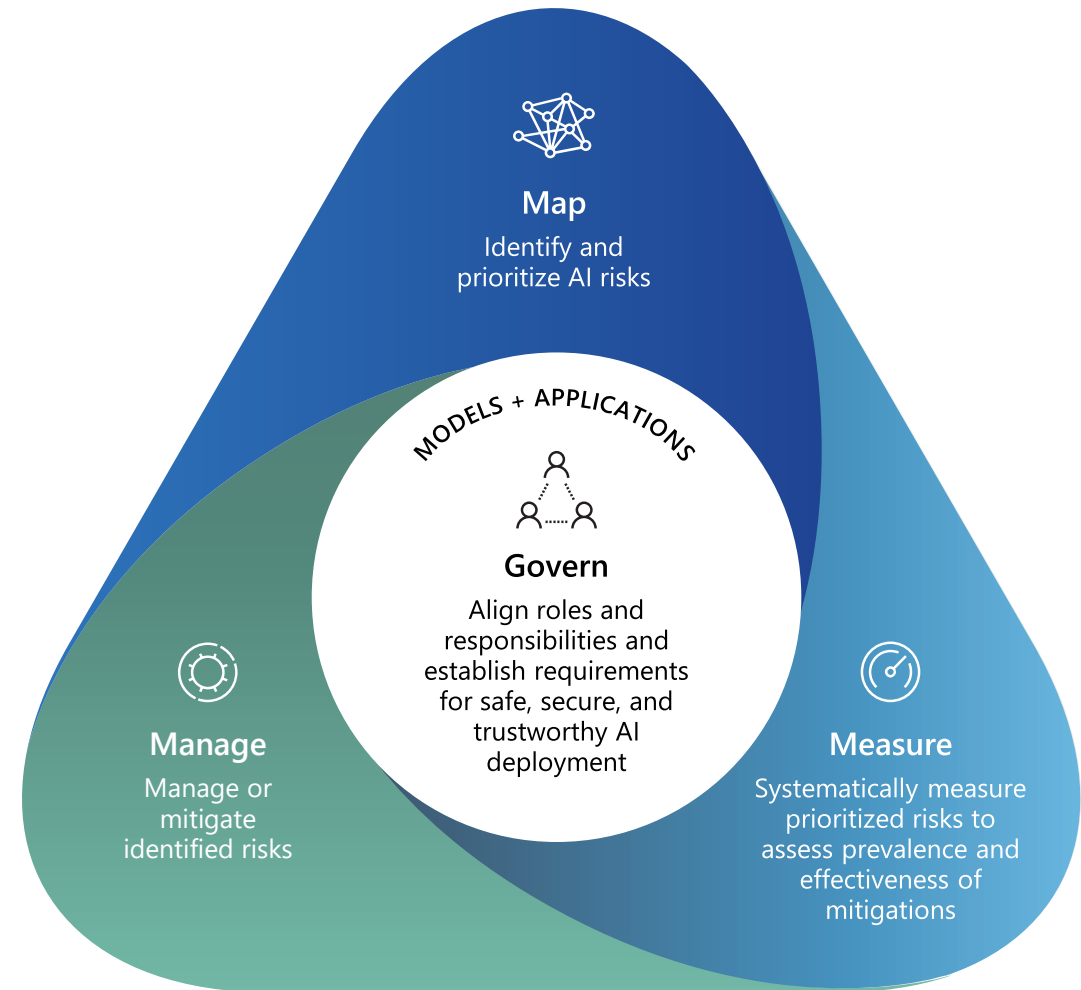 Map
Identify and
prioritize AI risks
MODELS + APPLICATIONS
Govern
Align roles and
responsibilities and
establish requirements
for safe, secure, and
trustworthy AI
deployment
Manage
Manage or
mitigate
identified risks
Measure
Systematically measure
prioritized risks to
assess prevalence and
effectiveness of
mitigations